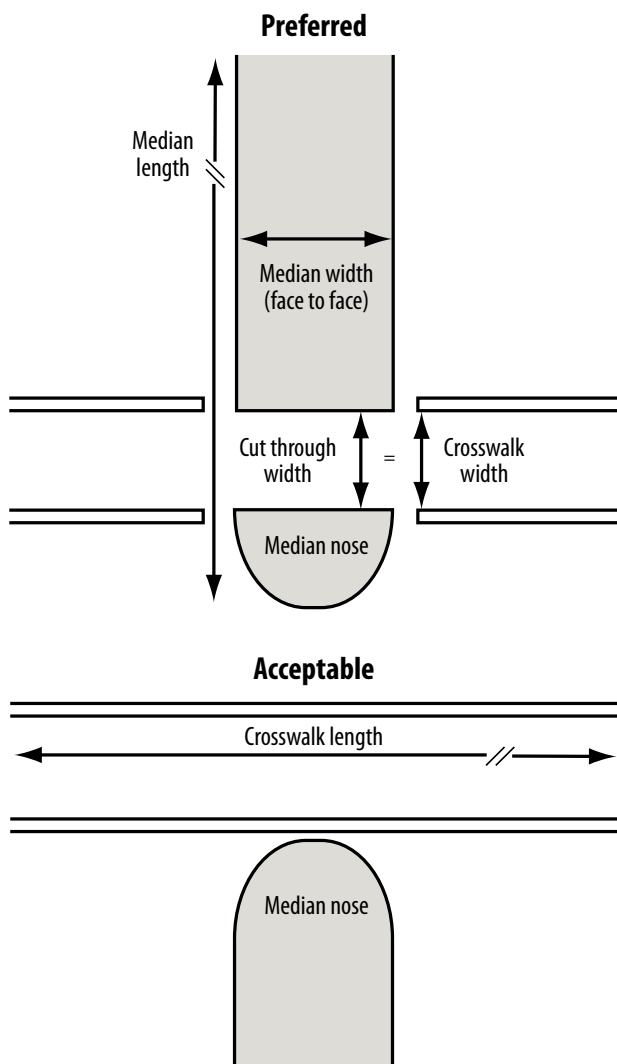 Preferred
Median
length
Median width
(face to face)
Cut through
width
=
Crosswalk
width
Median nose
Acceptable
Crosswalk length
Median nose